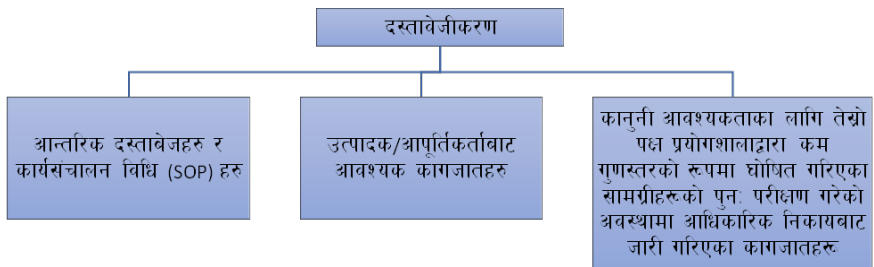 दस्तावेजीकरण
आन्तरिक दस्ताबेजहरु र
कार्यसंचालन विधि (SOP) हरु
उत्पादक/आपूर्तिकर्ताबाट
आवश्यक कागजातहरु
कानुनी आवश्यकताका लागि तेस्रो
पक्ष प्रयोगशालाद्वारा कम
गुणस्तरको रूपमा घोषित गरिएका
सामग्रीहरूको पुनः परीक्षण गरेको
अवस्थामा आधिकारिक निकायबाट
जारी गरिएका कागजातहरू